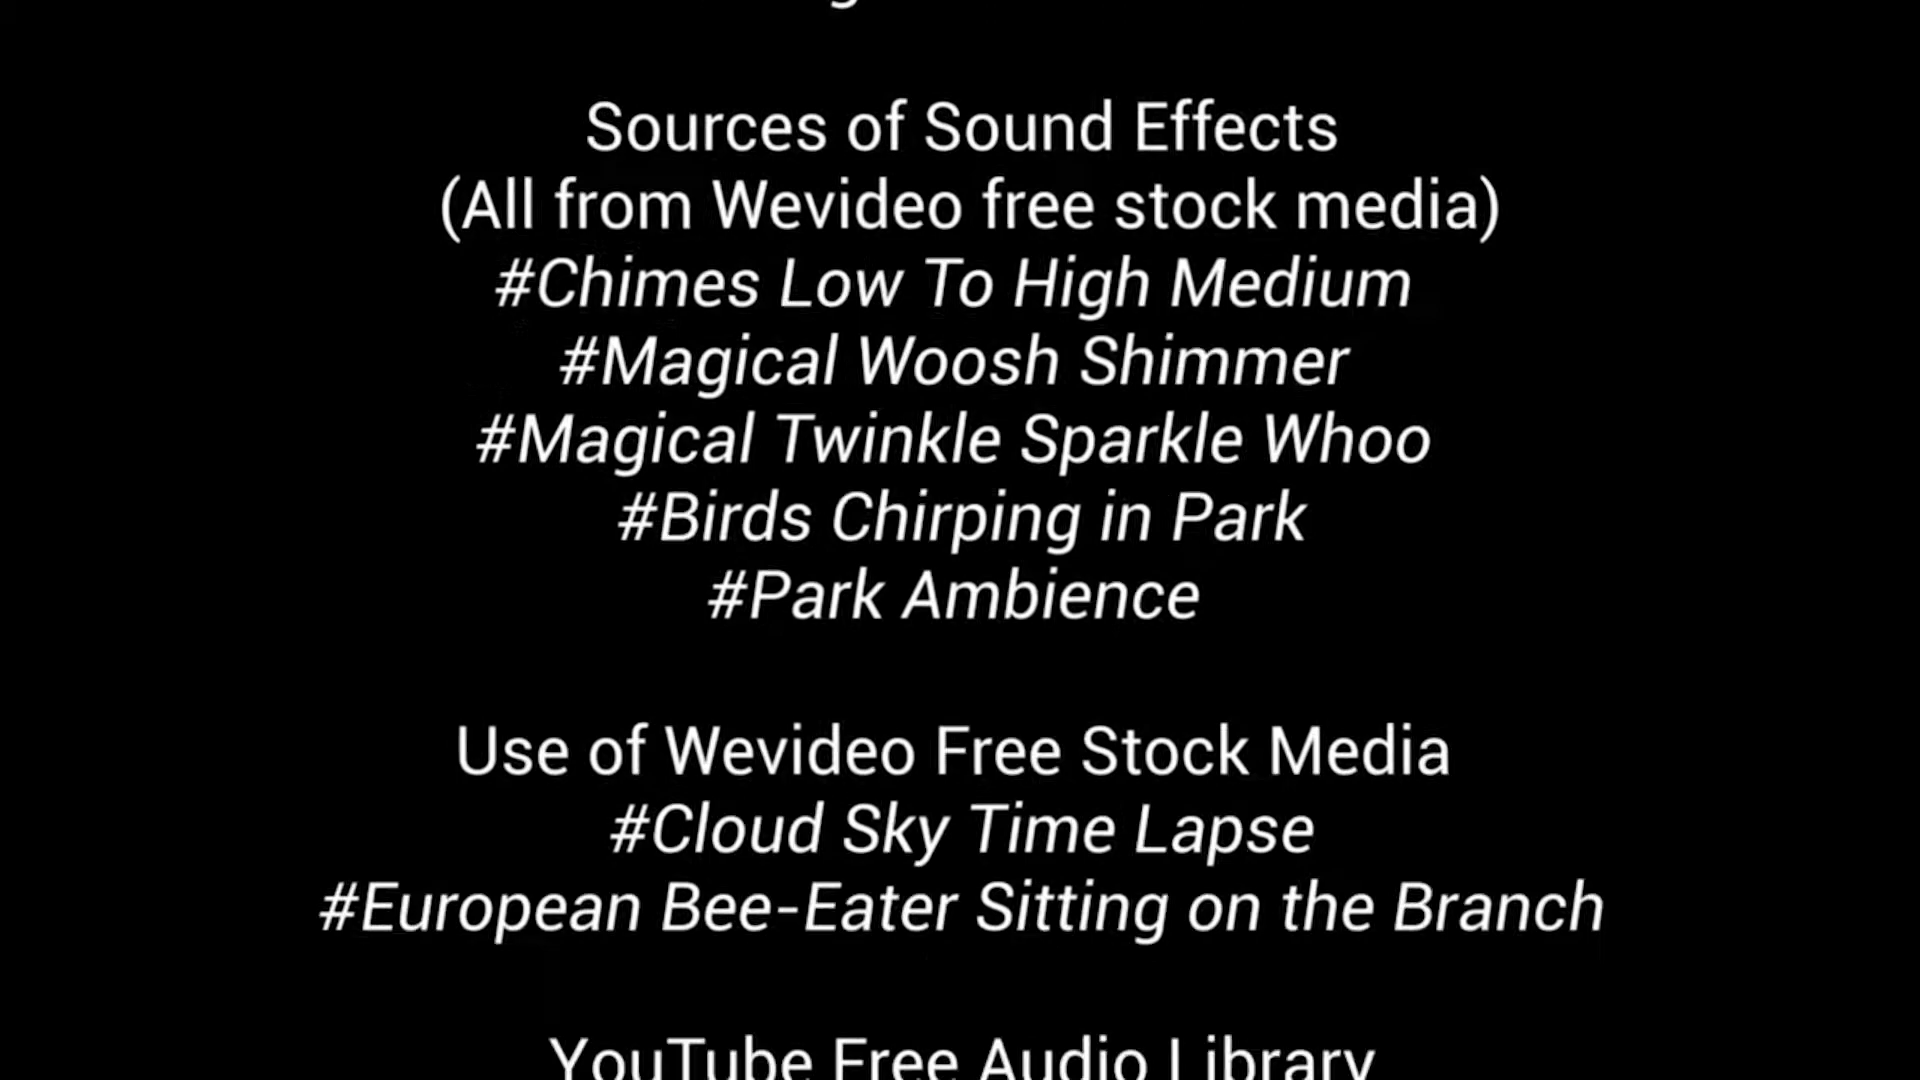 Sources of Sound Effects
(All from Wevideo free stock media)
#Chimes Low To High Medium
#Magical Woosh Shimmer
#Magical Twinkle Sparkle Whoo
#Birds Chirping in Park
#Park Ambience
Use of Wevideo Free Stock Media
#Cloud Sky Time Lapse
#European Bee-Eater Sitting on the Branch
YouTube Free Audio Library